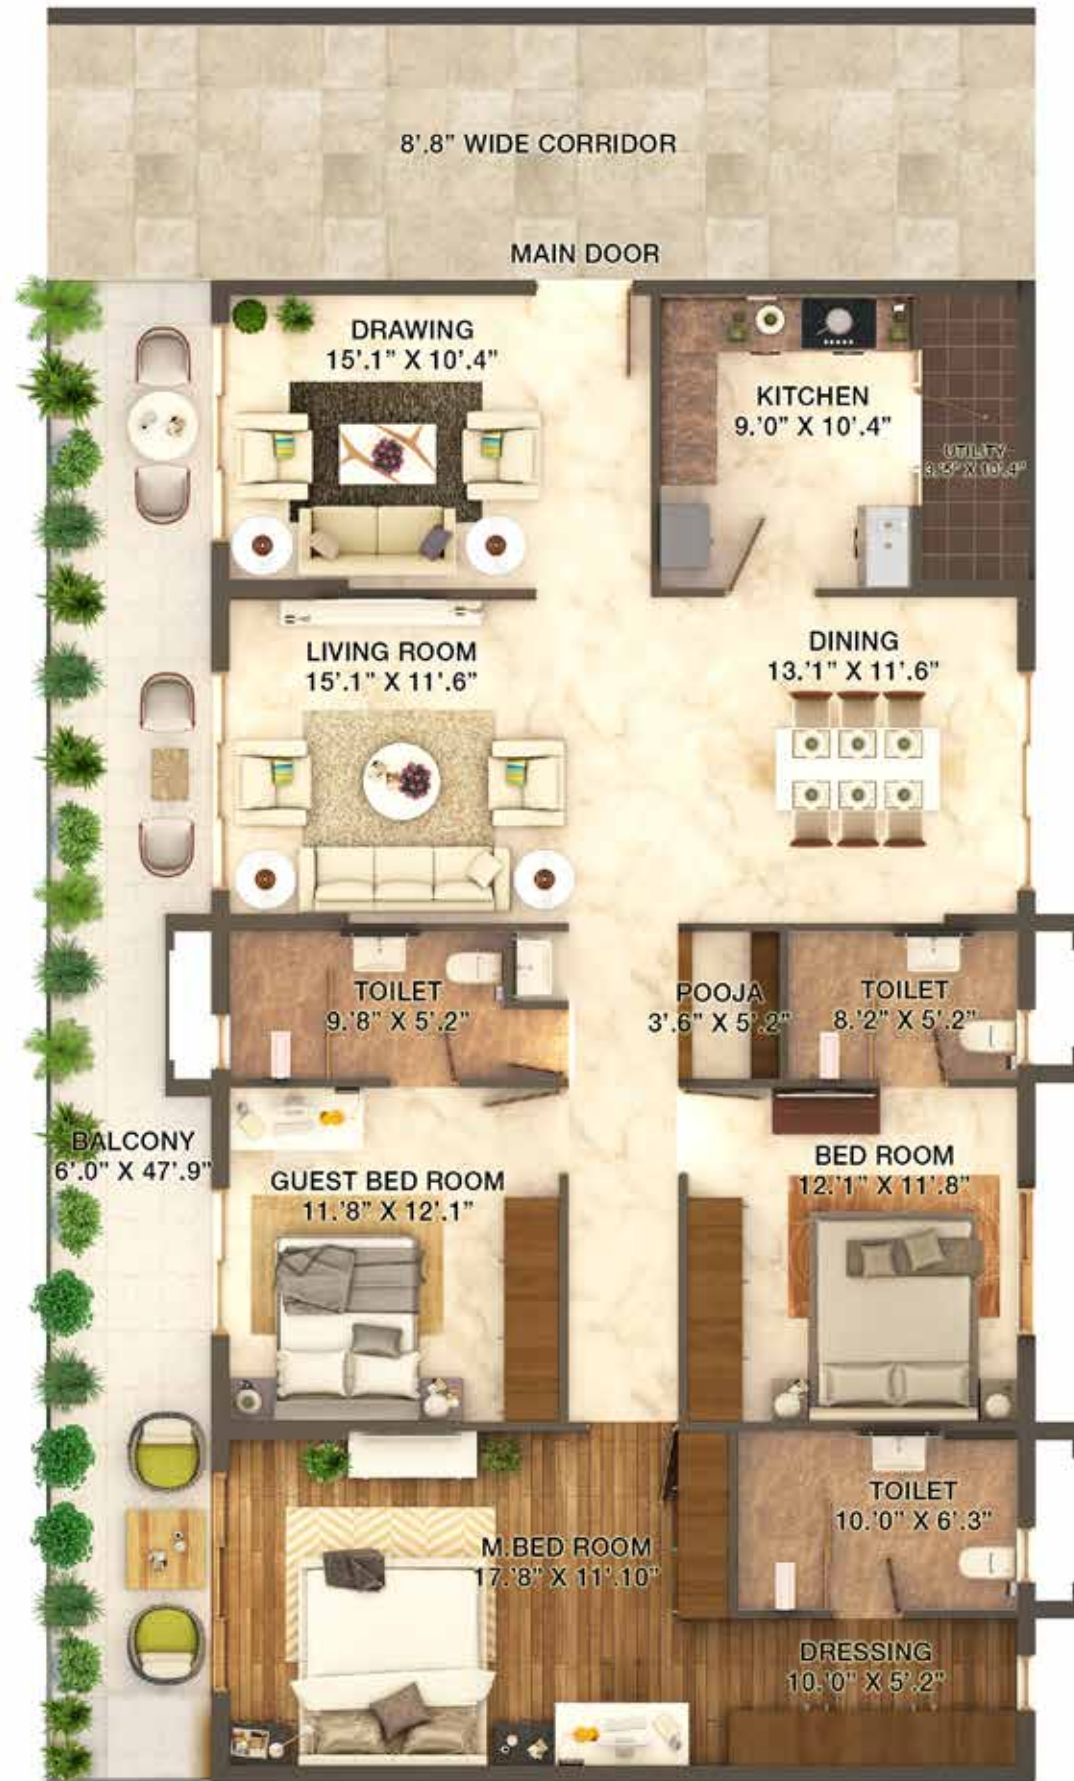 8'.8" WIDE CORRIDOR
MAIN DOOR
DRAWING
15'.1" X 10'.4"
KITCHEN
9.'0" X 10'.4"
UTILITY
3.'5" X 10'.4"
LIVING ROOM
15'.1" X 11'.6"
DINING
13.'1" X 11'.6"
TOILET
9.'8" X 5'.2"
POOJA
3'.6" X 5'.2"
TOILET
8.'2" X 5'.2"
BALCONY
6'.0" X 47'.9"
GUEST BED ROOM
11.'8" X 12'.1"
BED ROOM
12.'1" X 11'.8"
TOILET
10.'0" X 6'.3"
M.BED ROOM
17.'8" X 11'.10"
DRESSING
10.'0" X 5'.2"